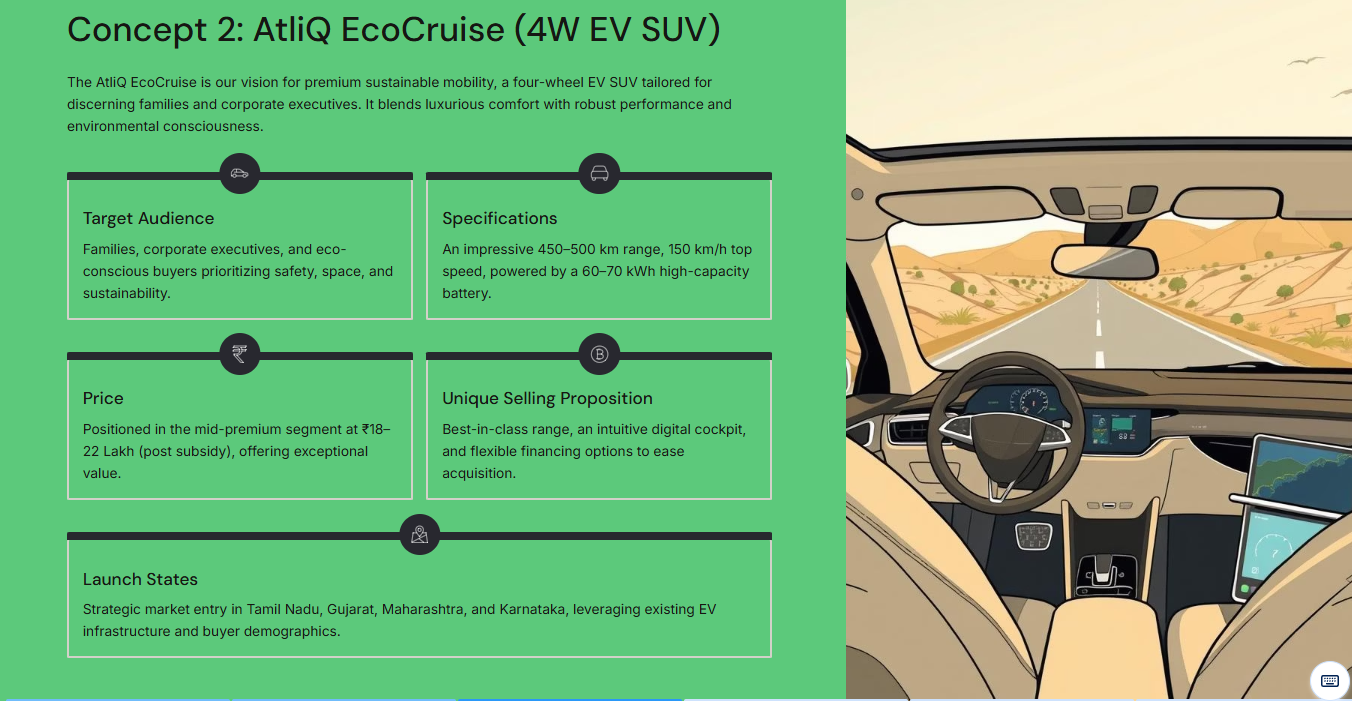 Concept 2: AtliQ EcoCruise (4W EV SUV)
The AtliQ EcoCruise is our vision for premium sustainable mobility, a four-wheel EV SUV tailored for
discerning families and corporate executives. It blends luxurious comfort with robust performance and
environmental consciousness.
Target Audience
Families, corporate executives, and eco-
conscious buyers prioritizing safety, space, and
sustainability.
Specifications
An impressive 450–500 km range, 150 km/h top
speed, powered by a 60–70 kWh high-capacity
battery.
Price
Positioned in the mid-premium segment at ₹18–
22 Lakh (post subsidy), offering exceptional
value.
Unique Selling Proposition
Best-in-class range, an intuitive digital cockpit,
and flexible financing options to ease
acquisition.
Launch States
Strategic market entry in Tamil Nadu, Gujarat, Maharashtra, and Karnataka, leveraging existing EV
infrastructure and buyer demographics.